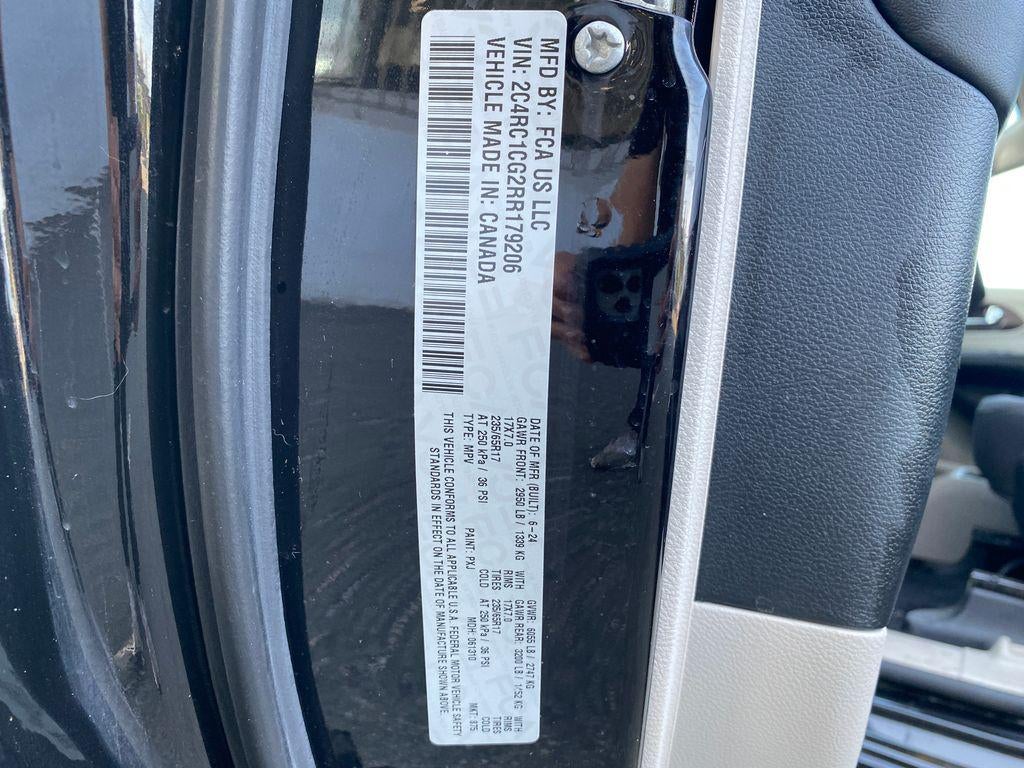 MFD BY: FCA US LLC
VIN: 2C4RC1CG2RR179206
VEHICLE MADE IN: CANADA
DATE OF MFR (BUILT): 6-24 GVWR: 6055 LB / 2747 KG
GAWR FRONT: 2950 LB / 1339 KG WITH GAWR REAR: 3200 LB / 1452 KG WITH
17X7.0 RIMS 17X7.0 RIMS
235/65R17 TIRES 235/65R17 TIRES
AT 250 kPa / 36 PSI COLD AT 250 kPa / 36 PSI COLD
TYPE: MPV PAINT: PXJ MDH: 061310 MKT: 875
THIS VEHICLE CONFORMS TO ALL APPLICABLE U.S.A. FEDERAL MOTOR VEHICLE SAFETY
STANDARDS IN EFFECT ON THE DATE OF MANUFACTURE SHOWN ABOVE.